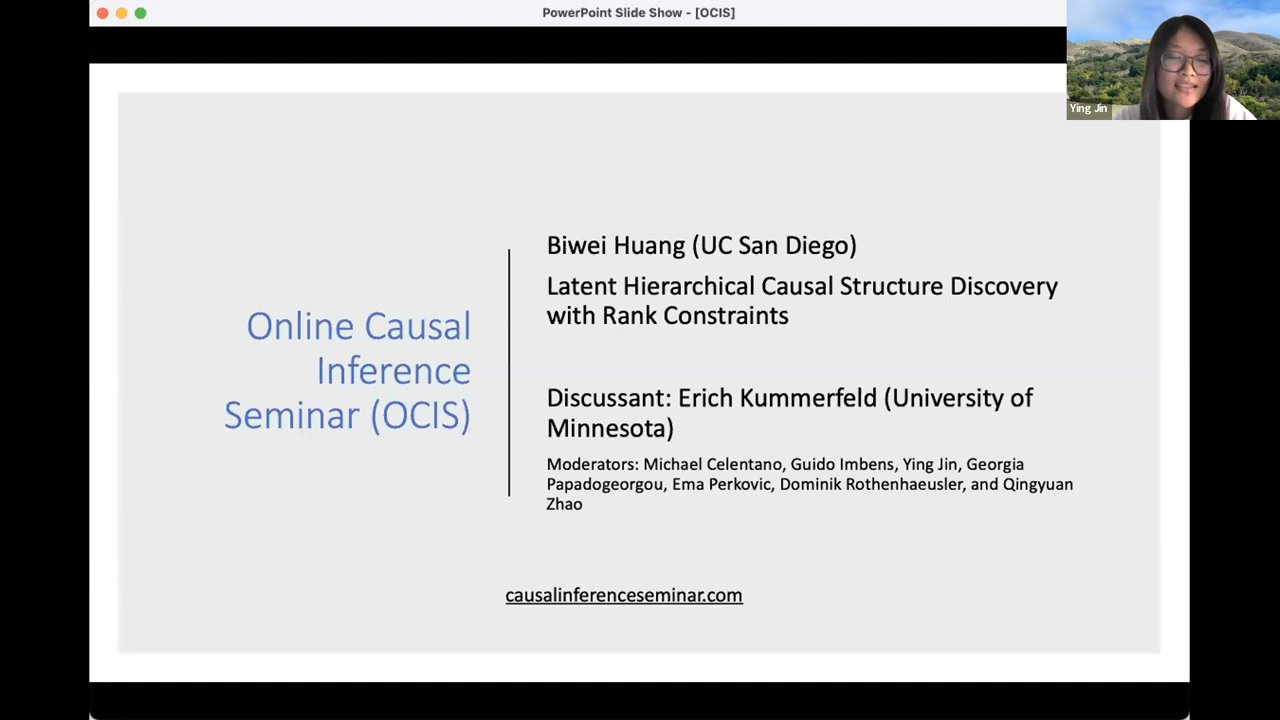 PowerPoint Slide Show - [OCIS]
Ying Jin
Online Causal
Inference
Seminar (OCIS)
Biwei Huang (UC San Diego)
Latent Hierarchical Causal Structure Discovery
with Rank Constraints
Discussant: Erich Kummerfeld (University of
Minnesota)
Moderators: Michael Celentano, Guido Imbens, Ying Jin, Georgia
Papadogeorgou, Ema Perkovic, Dominik Rothenhaeusler, and Qingyuan
Zhao
causalinferenceseminar.com